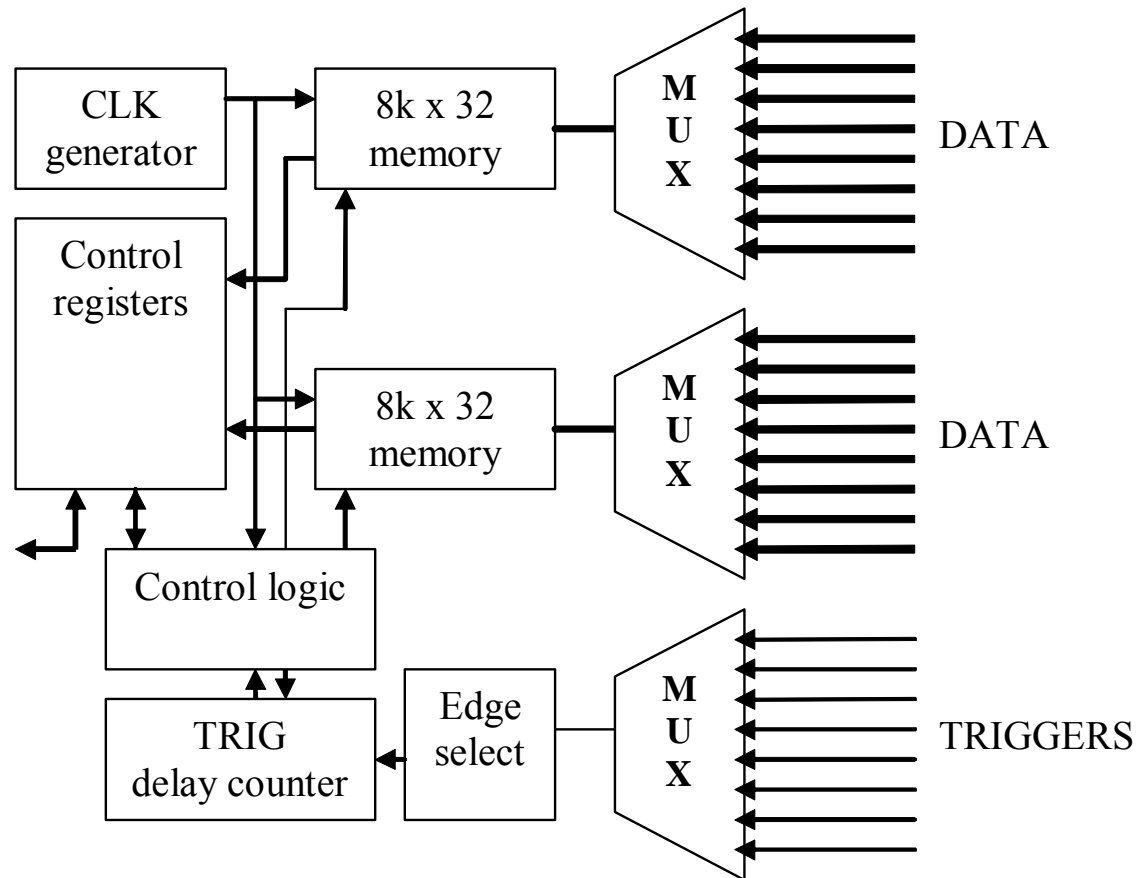 CLK
generator
8k x 32
memory
M
U
X
DATA
Control
registers
8k x 32
memory
M
U
X
DATA
Control logic
TRIG
delay counter
Edge
select
M
U
X
TRIGGERS